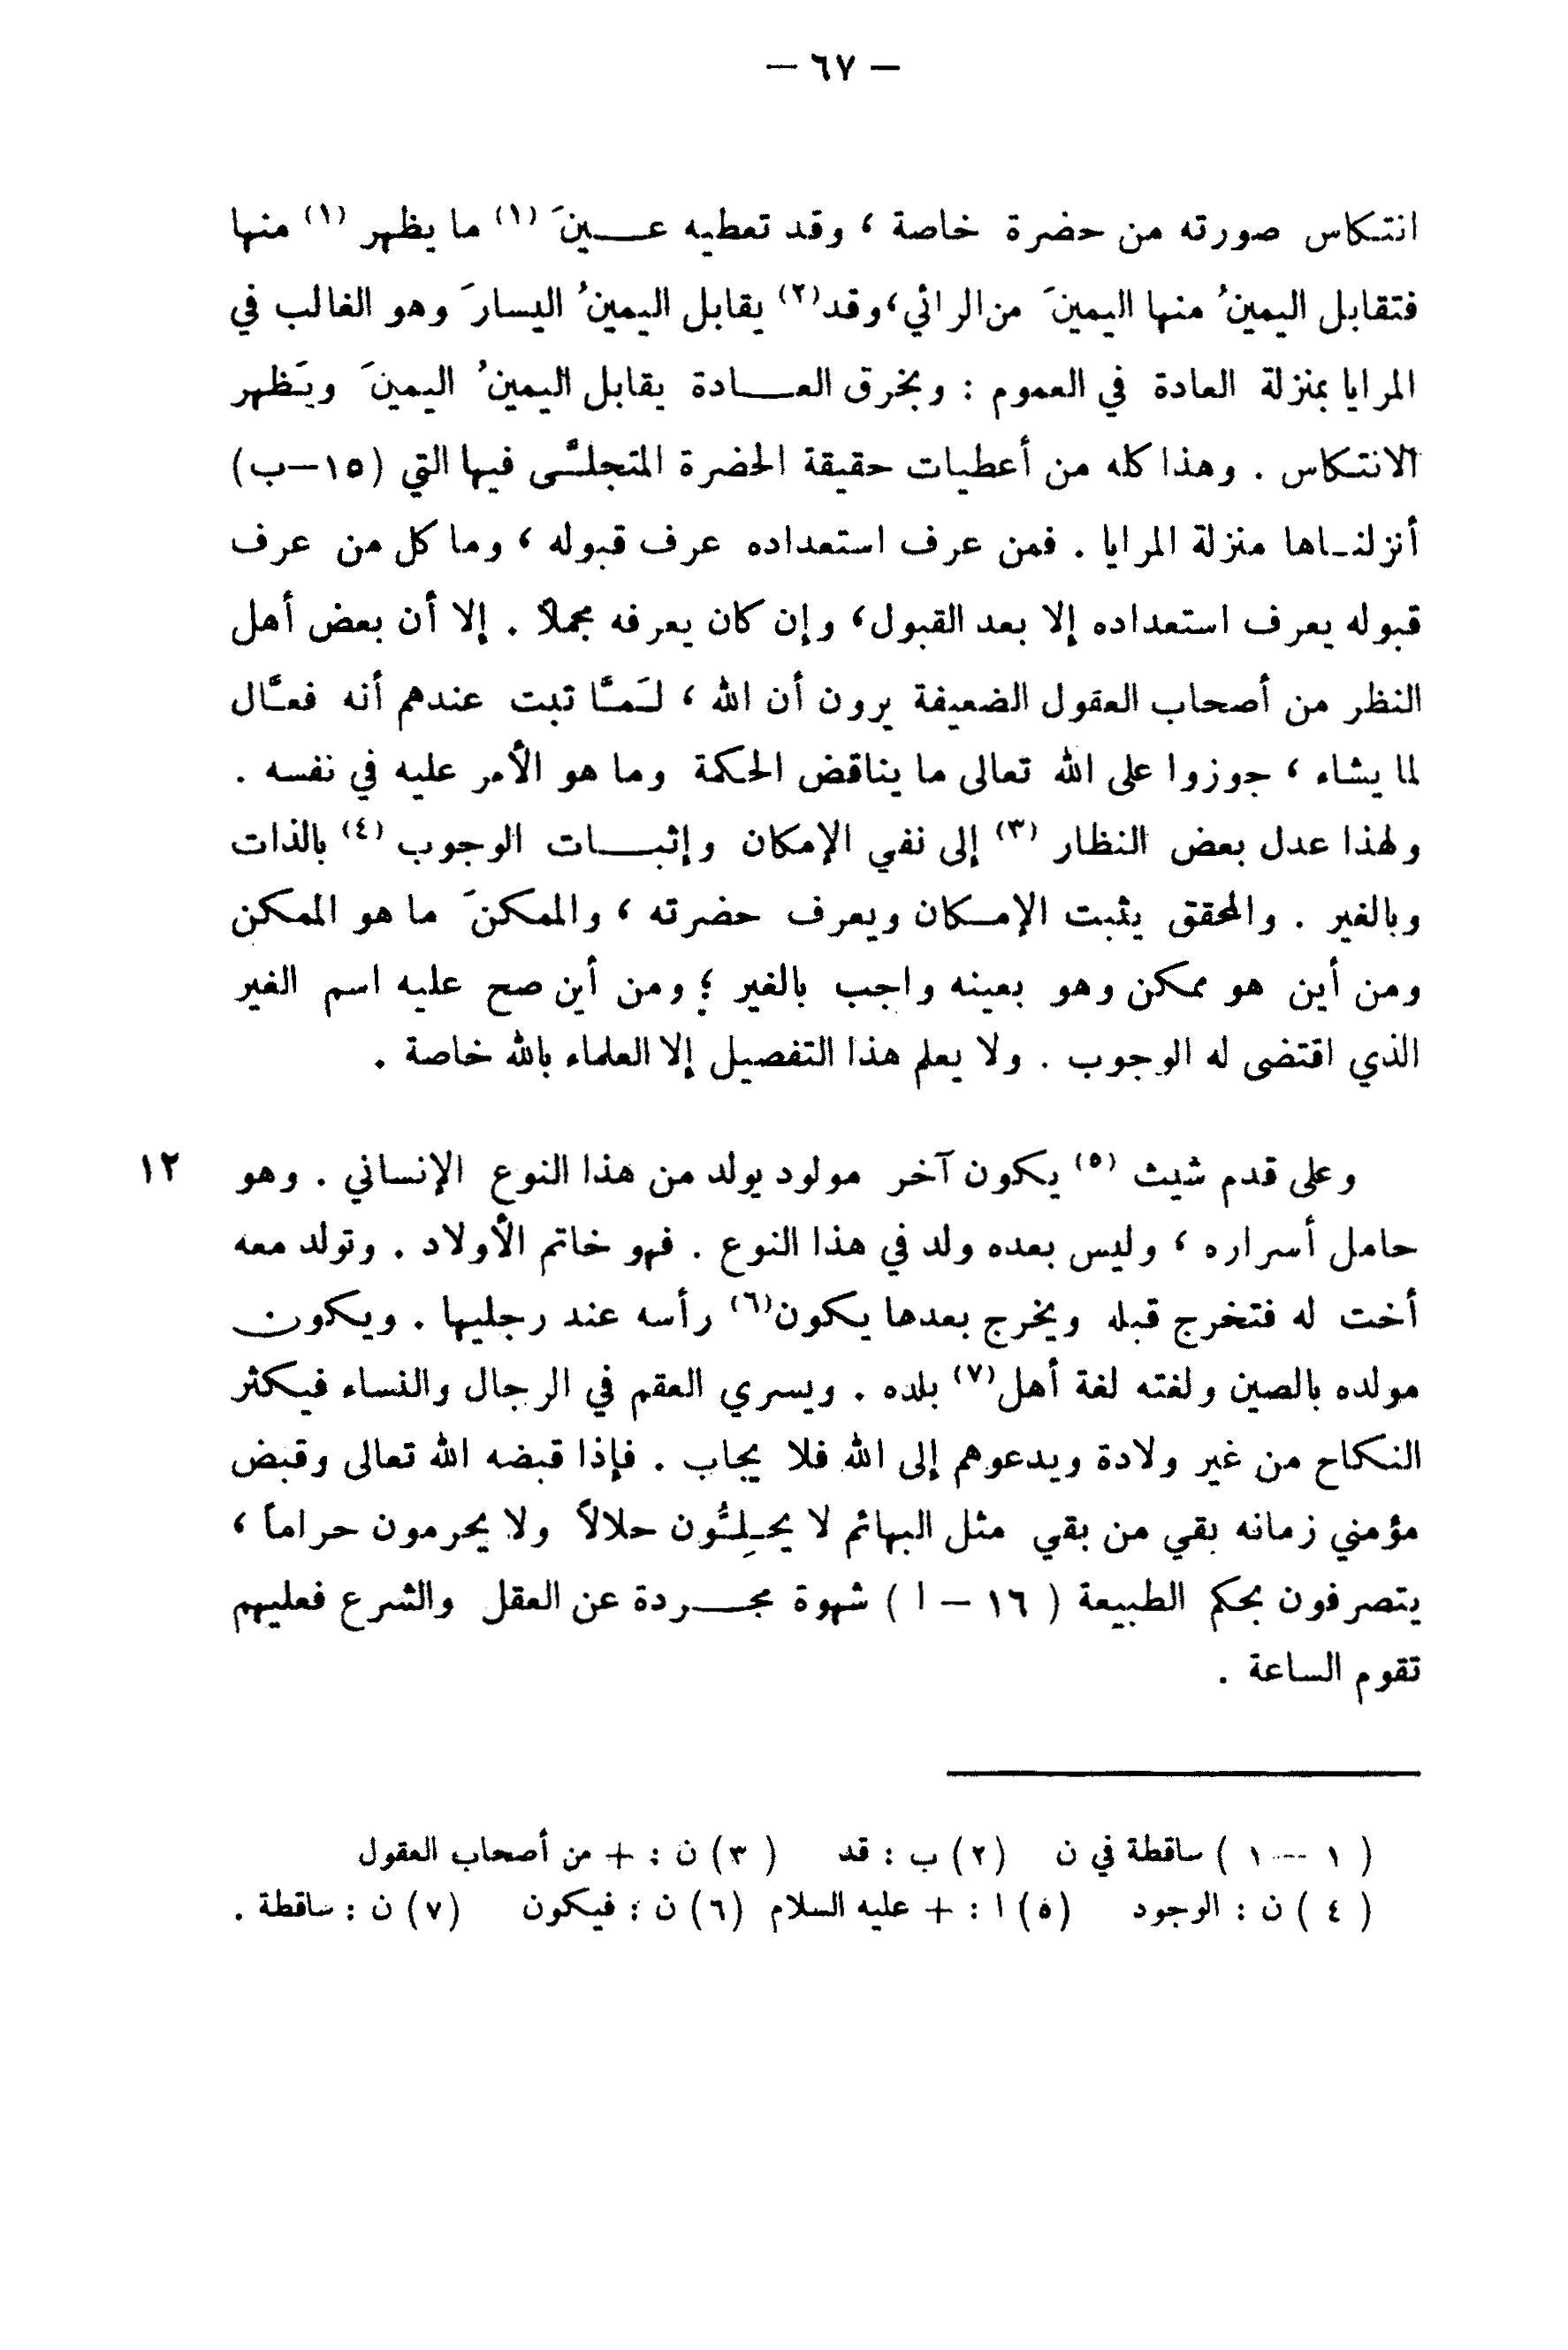 — ٦٧ —
انتكاس صورته من حضرة خاصة ، وقد تعطيه عــينَ (١) ما يظهر (١) منها
فتقابل اليمينُ منها اليمينَ من الرائي، وقد(٢) يقابل اليمينُ اليسارَ وهو الغالب في
المرايا بمنزلة العادة في العموم : وبخرق العــادة يقابل اليمينُ اليمينَ ويَظهر
الانتكاس . وهذا كله من أعطيات حقيقة الحضرة المتجلَّى فيها التي (١٥–ب)
أنزلنـاها منزلة المرايا . فمن عرف استعداده عرف قبوله ، وما كل من عرف
قبوله يعرف استعداده إلا بعد القبول، وإن كان يعرفه مجملاً . إلا أن بعض أهل
النظر من أصحاب العقول الضعيفة يرون أن الله ، لَـمـَّا ثبت عندهم أنه فعـَّال
لما يشاء ، جوزوا على الله تعالى ما يناقض الحكمة وما هو الأمر عليه في نفسه .
ولهذا عدل بعض النظار (٣) إلى نفي الإمكان وإثبــات الوجوب (٤) بالذات
وبالغير . والمحقق يثبت الإمـكان ويعرف حضرته ، والممكنَ ما هو الممكن
ومن أين هو ممكن وهو بعينه واجب بالغير ؛ ومن أين صح عليه اسم الغير
الذي اقتضى له الوجوب . ولا يعلم هذا التفصيل إلا العلماء بالله خاصة .
وعلى قدم شيث (٥) يكون آخر مولود يولد من هذا النوع الإنساني . وهو ١٢
حامل أسراره ، وليس بعده ولد في هذا النوع . فهو خاتم الأولاد . وتولد معه
أخت له فتخرج قبله ويخرج بعدها يكون(٦) رأسه عند رجليها . ويكون
مولده بالصين ولغته لغة أهل(٧) بلده . ويسري العقم في الرجال والنساء فيكثر
النكاح من غير ولادة ويدعوهم إلى الله فلا يجاب . فإذا قبضه الله تعالى وقبض
مؤمني زمانه بقي من بقي مثل البهائم لا يحـِلـُّون حلالاً ولا يحرمون حراماً ،
يتصرفون بحكم الطبيعة ( ١٦ – ا ) شهوة مجــردة عن العقل والشرع فعليهم
تقوم الساعة .
( ١ –– ١ ) ساقطة في ن (٢) ب : قد ( ٣) ن : + من أصحاب العقول
( ٤ ) ن : الوجود (٥) ا : + عليه السلام (٦) ن : فيكون (٧) ن : ساقطة .